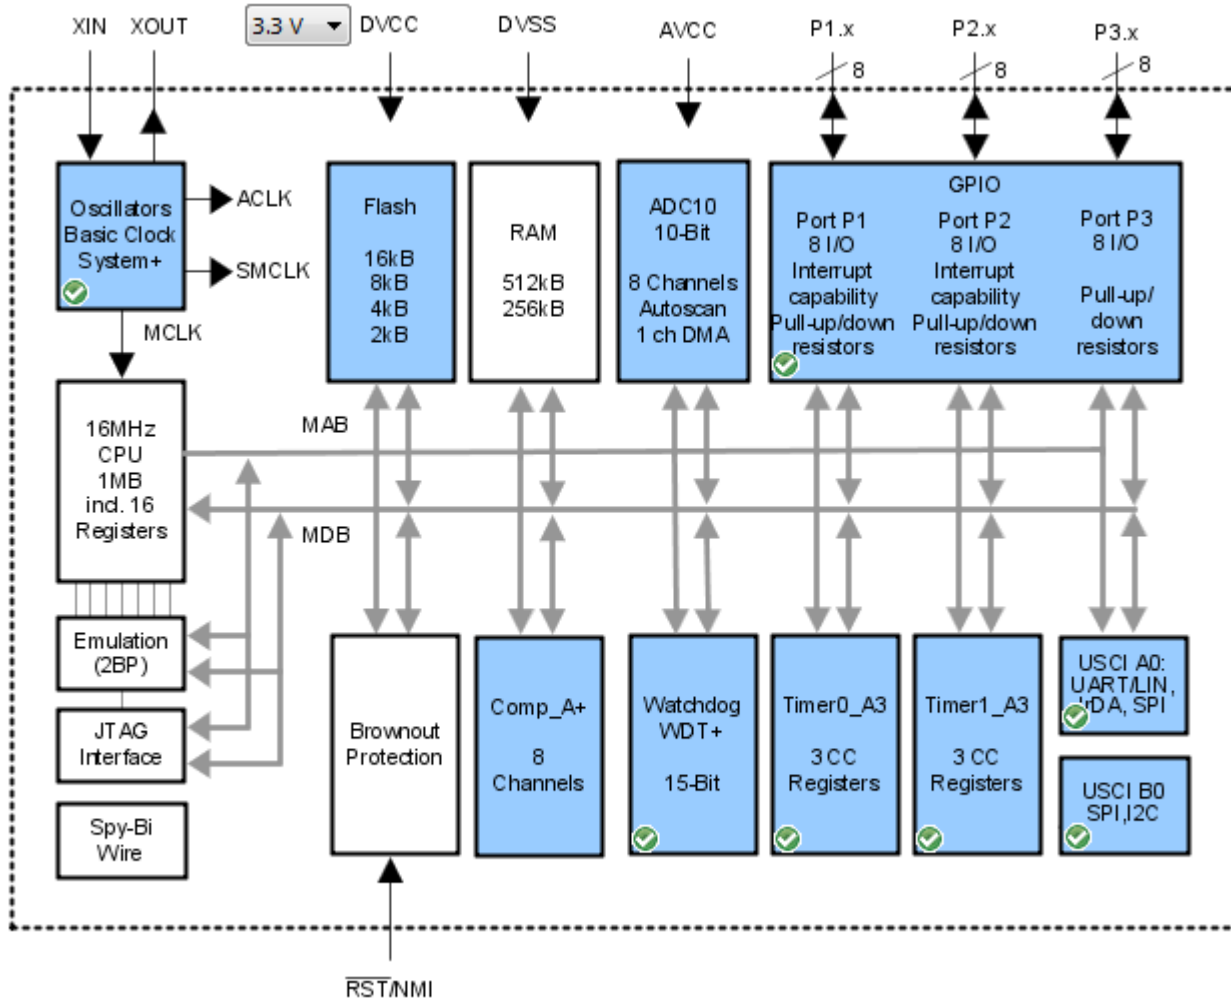 XIN XOUT 3.3 V DVCC DVSS AVCC P1.x P2.x P3.x
8 8 8
Oscillators
Basic Clock
System+
ACLK
SMCLK
MCLK
Flash
16kB
8kB
4kB
2kB
RAM
512kB
256kB
ADC10
10-Bit
8 Channels
Autoscan
1 ch DMA
GPIO
Port P1
8 I/O
Interrupt
capability
Pull-up/down
resistors
Port P2
8 I/O
Interrupt
capability
Pull-up/down
resistors
Port P3
8 I/O
Pull-up/
down
resistors
16MHz
CPU
1MB
incl. 16
Registers
MAB
MDB
Emulation
(2BP)
JTAG
Interface
Spy-Bi
Wire
Brownout
Protection
Comp_A+
8
Channels
Watchdog
WDT+
15-Bit
Timer0_A3
3 CC
Registers
Timer1_A3
3 CC
Registers
USCI A0:
UART/LIN,
IrDA, SPI
USCI B0
SPI,I2C
RST/NMI